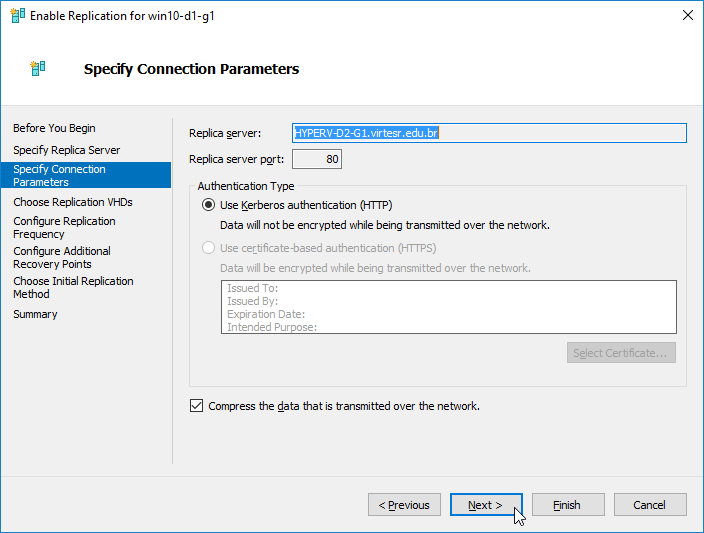 Enable Replication for win10-d1-g1
Specify Connection Parameters
Before You Begin
Specify Replica Server
Specify Connection
Parameters
Choose Replication VHDs
Configure Replication
Frequency
Configure Additional
Recovery Points
Choose Initial Replication
Method
Summary
Replica server:
HYPERV-D2-G1.virtesr.edu.br
Replica server port:
80
Authentication Type
Use Kerberos authentication (HTTP)
Data will not be encrypted while being transmitted over the network.
Use certificate-based authentication (HTTPS)
Data will be encrypted while being transmitted over the network.
Issued To:
Issued By:
Expiration Date:
Intended Purpose:
Select Certificate...
Compress the data that is transmitted over the network.
< Previous
Next >
Finish
Cancel